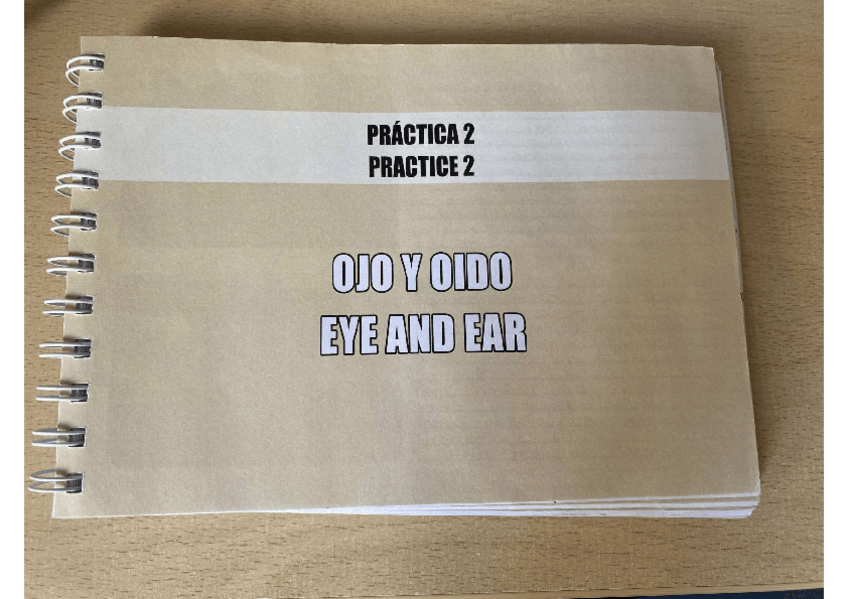 PRÁCTICA 2
PRACTICE 2
OJO Y OIDO
EYE AND EAR